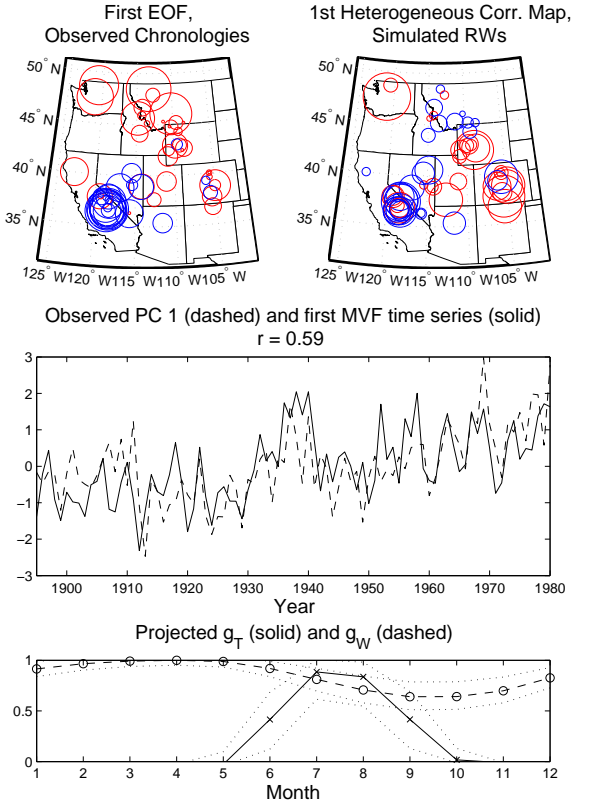 First EOF,
Observed Chronologies
1st Heterogeneous Corr. Map,
Simulated RWs
50° N
45° N
40° N
35° N
125° W120° W115° W110° W105° W
50° N
45° N
40° N
35° N
125° W120° W115° W110° W105° W
Observed PC 1 (dashed) and first MVF time series (solid)
r = 0.59
3
2
1
0
−1
−2
−3
1900 1910 1920 1930 1940 1950 1960 1970 1980
Year
Projected g_T (solid) and g_W (dashed)
1
0.5
0
1 2 3 4 5 6 7 8 9 10 11 12
Month